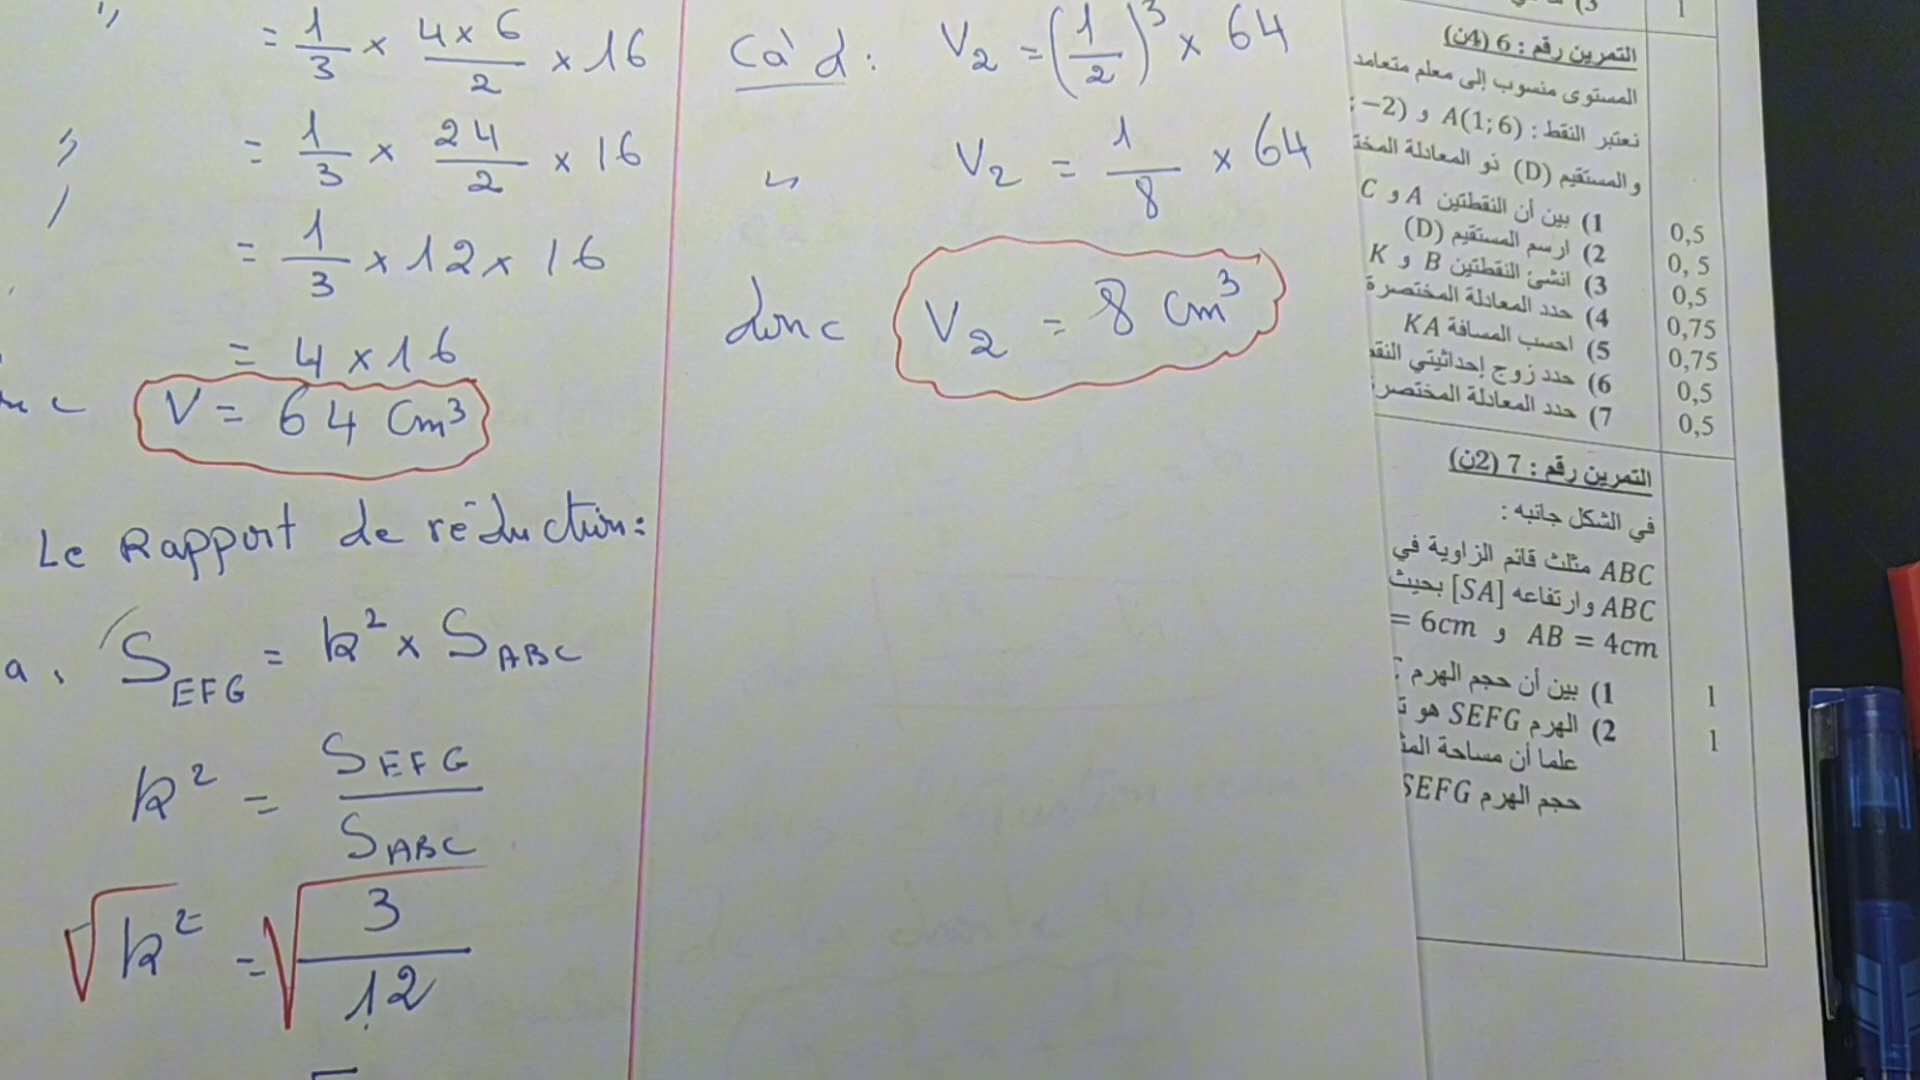 = 1/3 × (4 × 6)/2 × 16
= 1/3 × 24/2 × 16
= 1/3 × 12 × 16
= 4 × 16
V = 64 cm³
Le Rapport de réduction:
a. S_EFG = k² × S_ABC
k² = S_EFG / S_ABC
√k² = √(3/12)
Cà'd: V₂ = (1/2)³ × 64
V₂ = 1/8 × 64
donc V₂ = 8 cm³
1
التمرين رقم : 6 (4ن)
المستوى منسوب إلى معلم متعامد
نعتبر النقط : A(1; 6) و (−2;
والمستقيم (D) ذو المعادلة
1) بين أن النقطتين A و C
0,5
2) ارسم المستقيم (D)
0,5
3) انشئ النقطتين B و K
0,5
4) حدد المعادلة المختصرة
0,75
5) احسب المسافة KA
0,75
6) حدد زوج إحداثيتي
0,5
7) حدد المعادلة
0,5
التمرين رقم : 7 (2ن)
في الشكل جانبه :
ABC مثلث قائم الزاوية في
ABC وارتفاعه [SA] بحيث
AB = 4cm و = 6cm
1) بين أن حجم الهرم
1
2) الهرم SEFG هو
1
علما أن مساحة
حجم الهرم SEFG